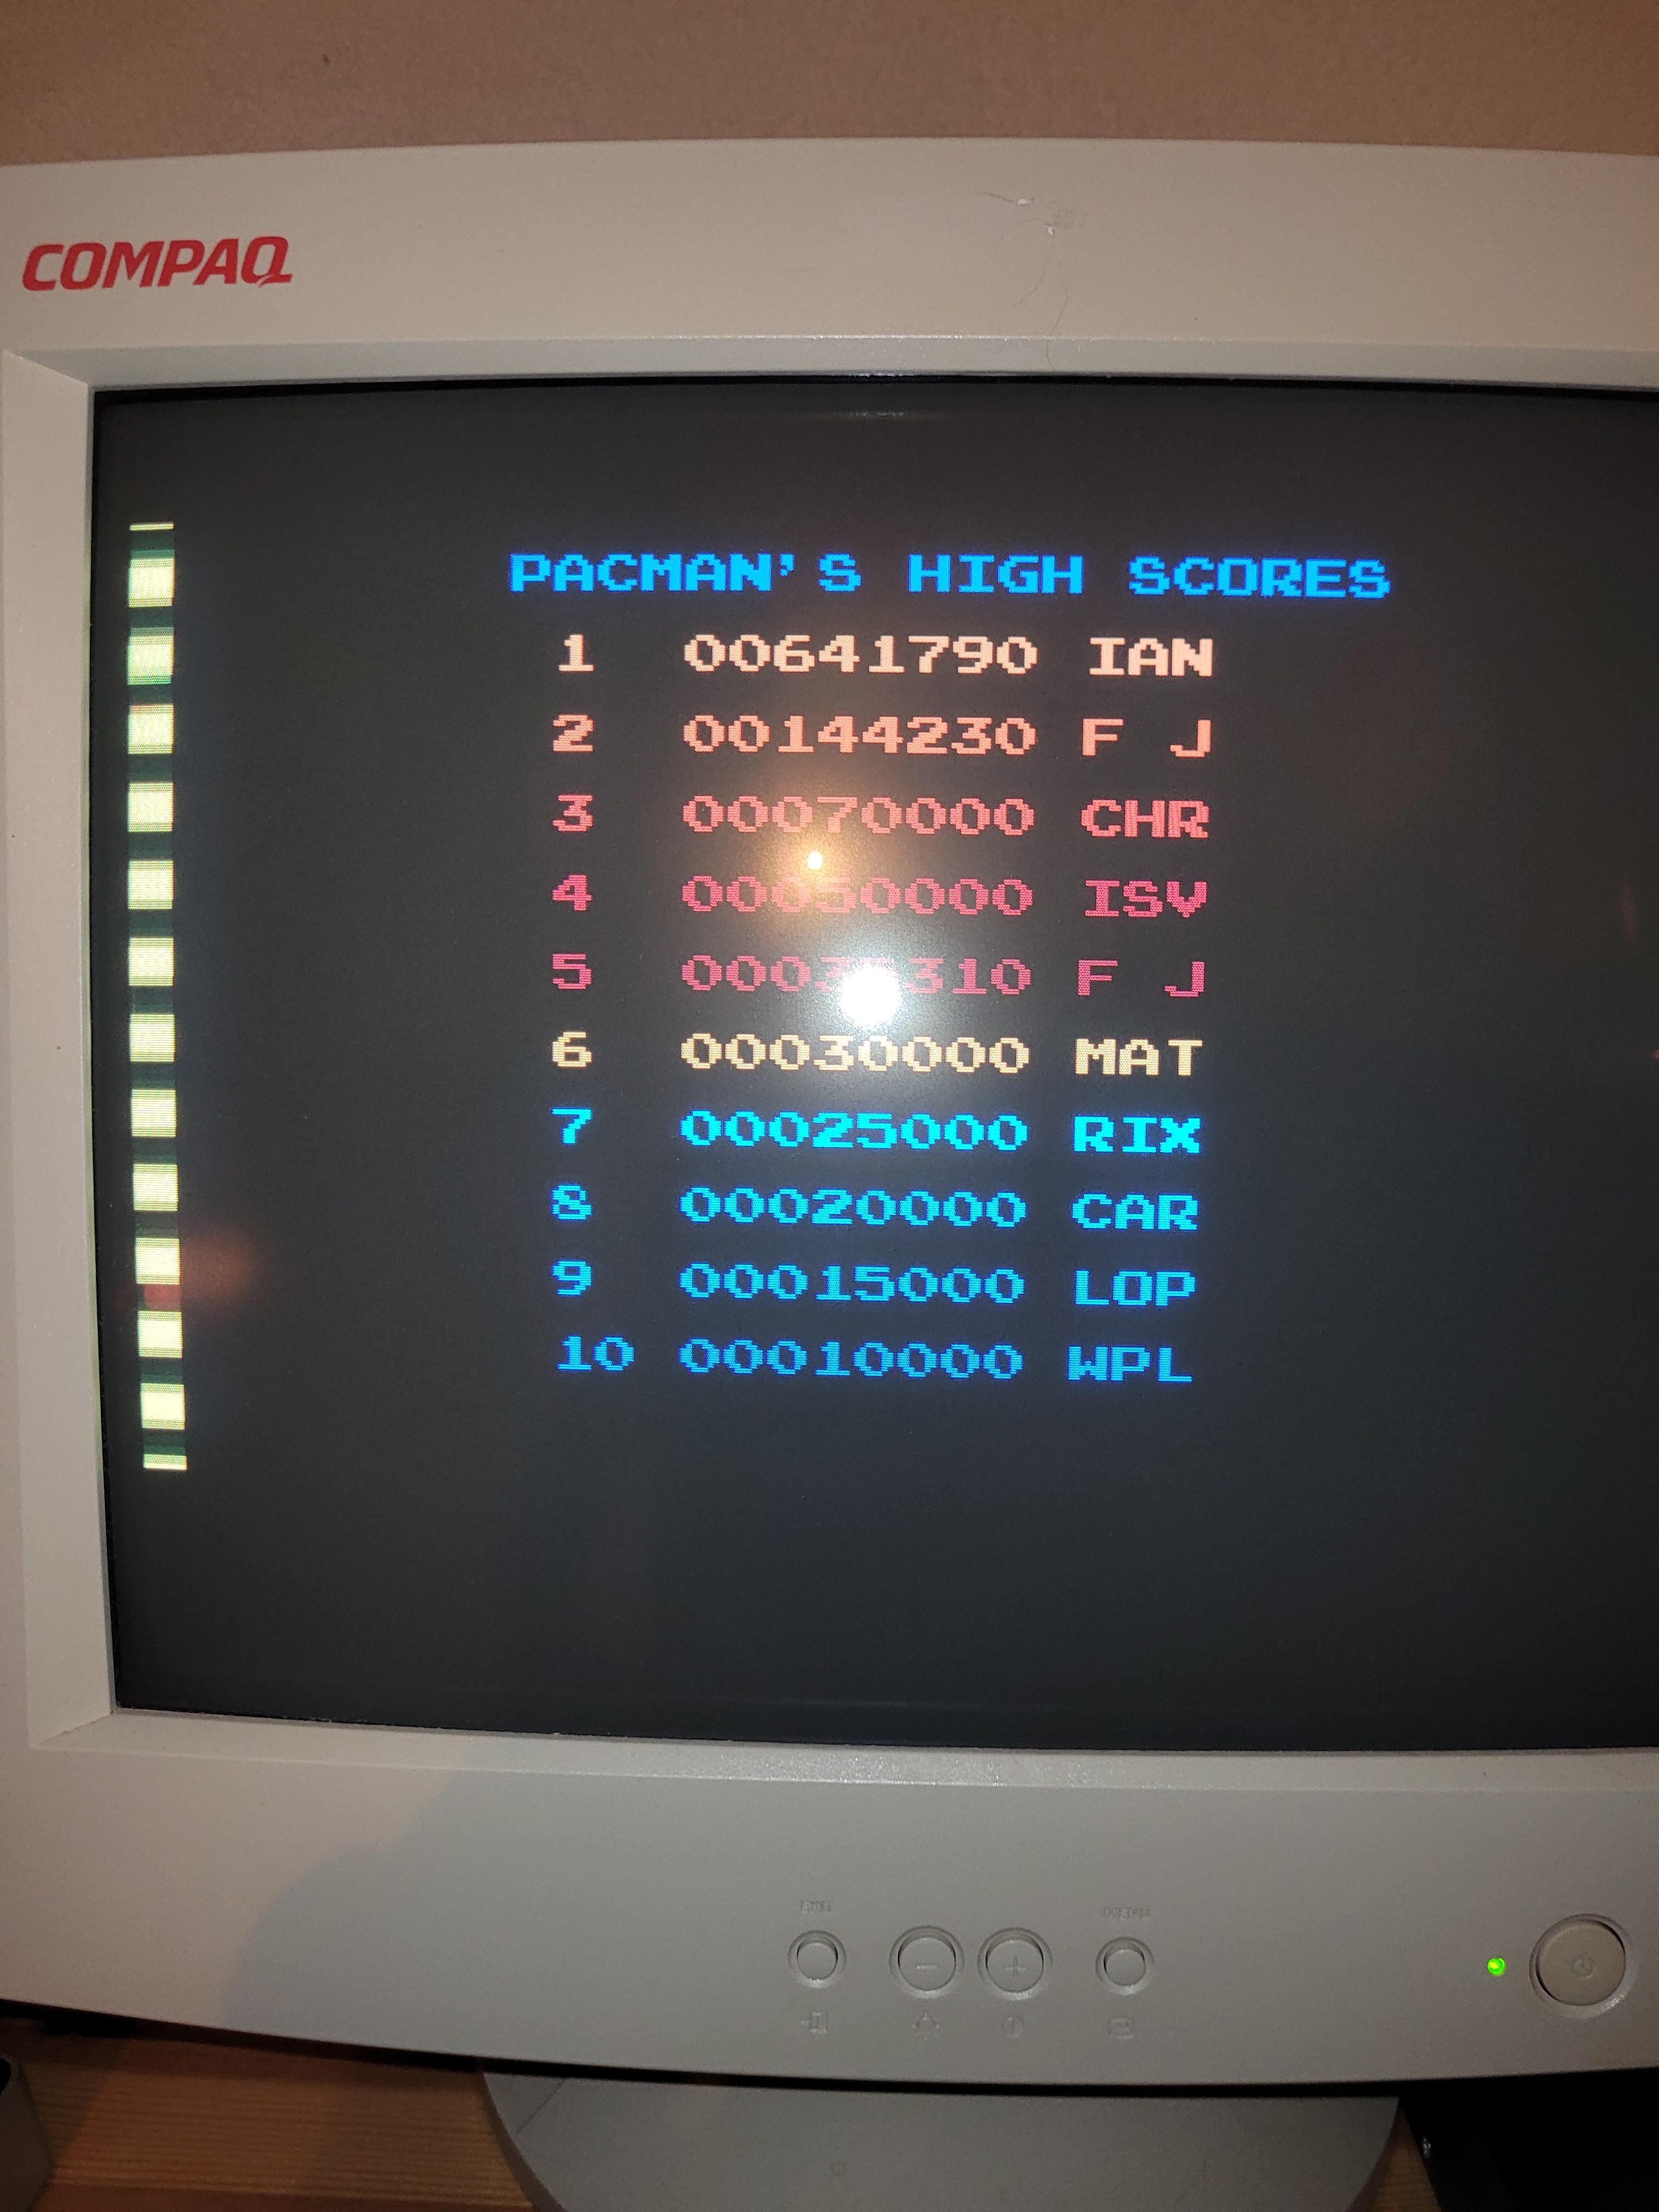 COMPAQ
PACMAN'S HIGH SCORES
1 00641790 IAN
2 00144230 F J
3 00070000 CHR
4 00050000 ISV
5 F J
6 00030000 MAT
7 00025000 RIX
8 00020000 CAR
9 00015000 LOP
10 00010000 WPL